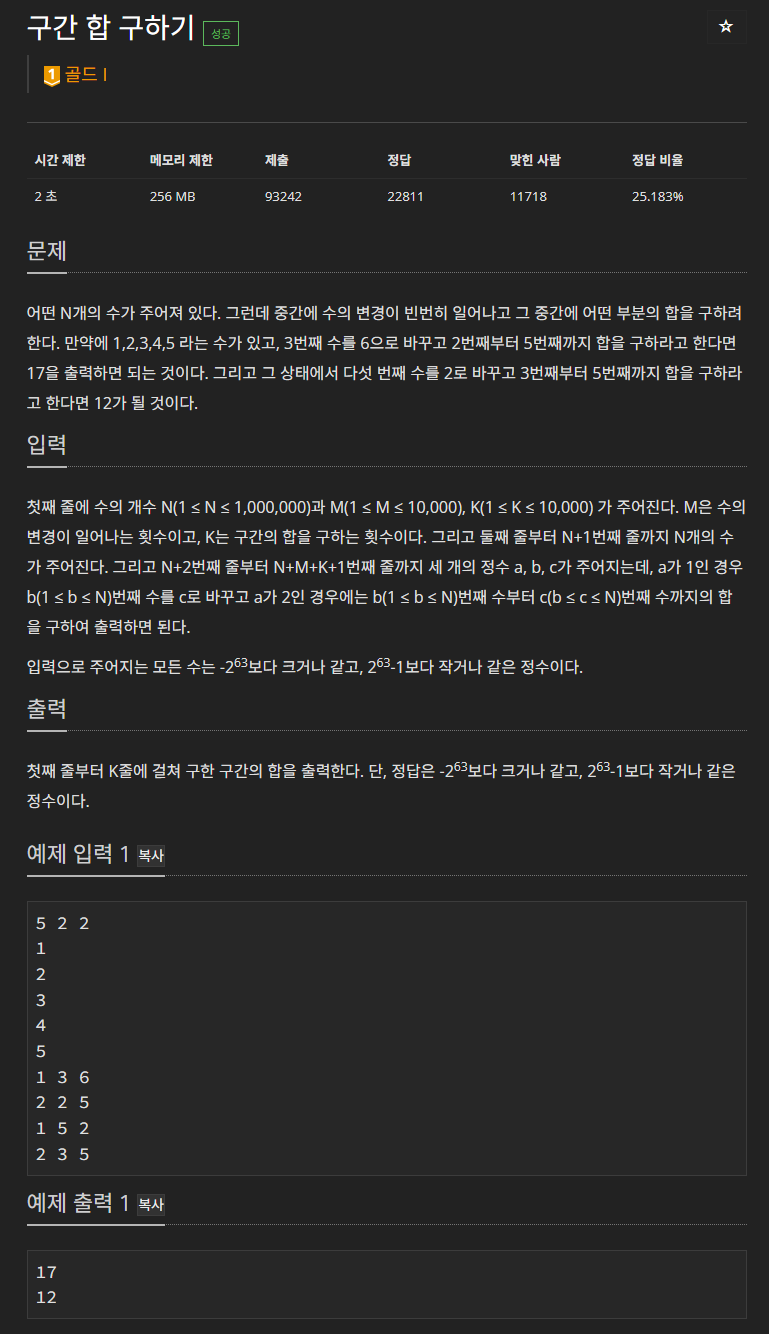 구간 합 구하기 성공
☆
1 골드 I
시간 제한 메모리 제한 제출 정답 맞힌 사람 정답 비율
2 초 256 MB 93242 22811 11718 25.183%
문제
어떤 N개의 수가 주어져 있다. 그런데 중간에 수의 변경이 빈번히 일어나고 그 중간에 어떤 부분의 합을 구하려
한다. 만약에 1,2,3,4,5 라는 수가 있고, 3번째 수를 6으로 바꾸고 2번째부터 5번째까지 합을 구하라고 한다면
17을 출력하면 되는 것이다. 그리고 그 상태에서 다섯 번째 수를 2로 바꾸고 3번째부터 5번째까지 합을 구하라
고 한다면 12가 될 것이다.
입력
첫째 줄에 수의 개수 N(1 ≤ N ≤ 1,000,000)과 M(1 ≤ M ≤ 10,000), K(1 ≤ K ≤ 10,000) 가 주어진다. M은 수의
변경이 일어나는 횟수이고, K는 구간의 합을 구하는 횟수이다. 그리고 둘째 줄부터 N+1번째 줄까지 N개의 수
가 주어진다. 그리고 N+2번째 줄부터 N+M+K+1번째 줄까지 세 개의 정수 a, b, c가 주어지는데, a가 1인 경우
b(1 ≤ b ≤ N)번째 수를 c로 바꾸고 a가 2인 경우에는 b(1 ≤ b ≤ N)번째 수부터 c(b ≤ c ≤ N)번째 수까지의 합
을 구하여 출력하면 된다.
입력으로 주어지는 모든 수는 -2⁶³보다 크거나 같고, 2⁶³-1보다 작거나 같은 정수이다.
출력
첫째 줄부터 K줄에 걸쳐 구한 구간의 합을 출력한다. 단, 정답은 -2⁶³보다 크거나 같고, 2⁶³-1보다 작거나 같은
정수이다.
예제 입력 1 복사
5 2 2
1
2
3
4
5
1 3 6
2 2 5
1 5 2
2 3 5
예제 출력 1 복사
17
12